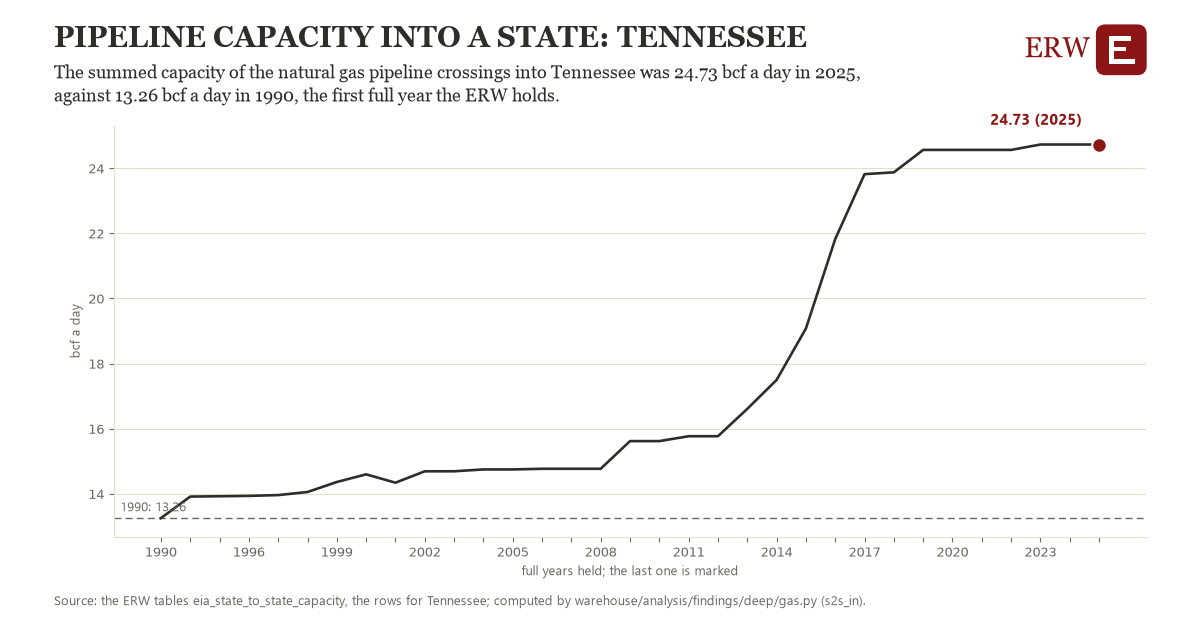 PIPELINE CAPACITY INTO A STATE: TENNESSEE
ERW E
The summed capacity of the natural gas pipeline crossings into Tennessee was 24.73 bcf a day in 2025,
against 13.26 bcf a day in 1990, the first full year the ERW holds.
24.73 (2025)
24
22
20
18
16
14
bcf a day
1990: 13.26
1990 1996 1999 2002 2005 2008 2011 2014 2017 2020 2023
full years held; the last one is marked
Source: the ERW tables eia_state_to_state_capacity, the rows for Tennessee; computed by warehouse/analysis/findings/deep/gas.py (s2s_in).